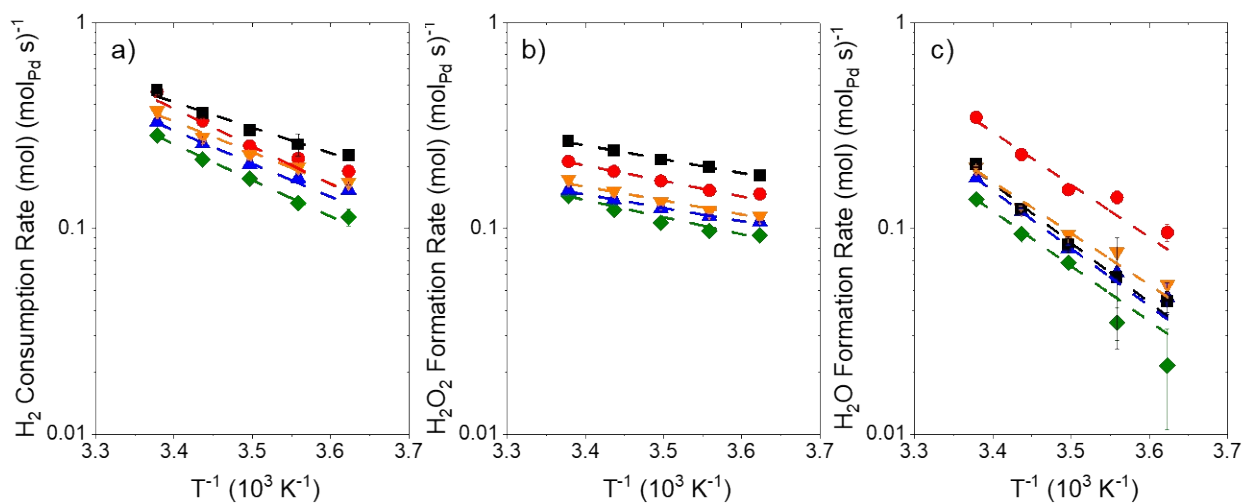 a)
H₂ Consumption Rate (mol) (mol_Pd s)⁻¹
1
0.1
0.01
3.3 3.4 3.5 3.6 3.7
T⁻¹ (10³ K⁻¹)
b)
H₂O₂ Formation Rate (mol) (mol_Pd s)⁻¹
1
0.1
0.01
3.3 3.4 3.5 3.6 3.7
T⁻¹ (10³ K⁻¹)
c)
H₂O Formation Rate (mol) (mol_Pd s)⁻¹
1
0.1
0.01
3.3 3.4 3.5 3.6 3.7
T⁻¹ (10³ K⁻¹)